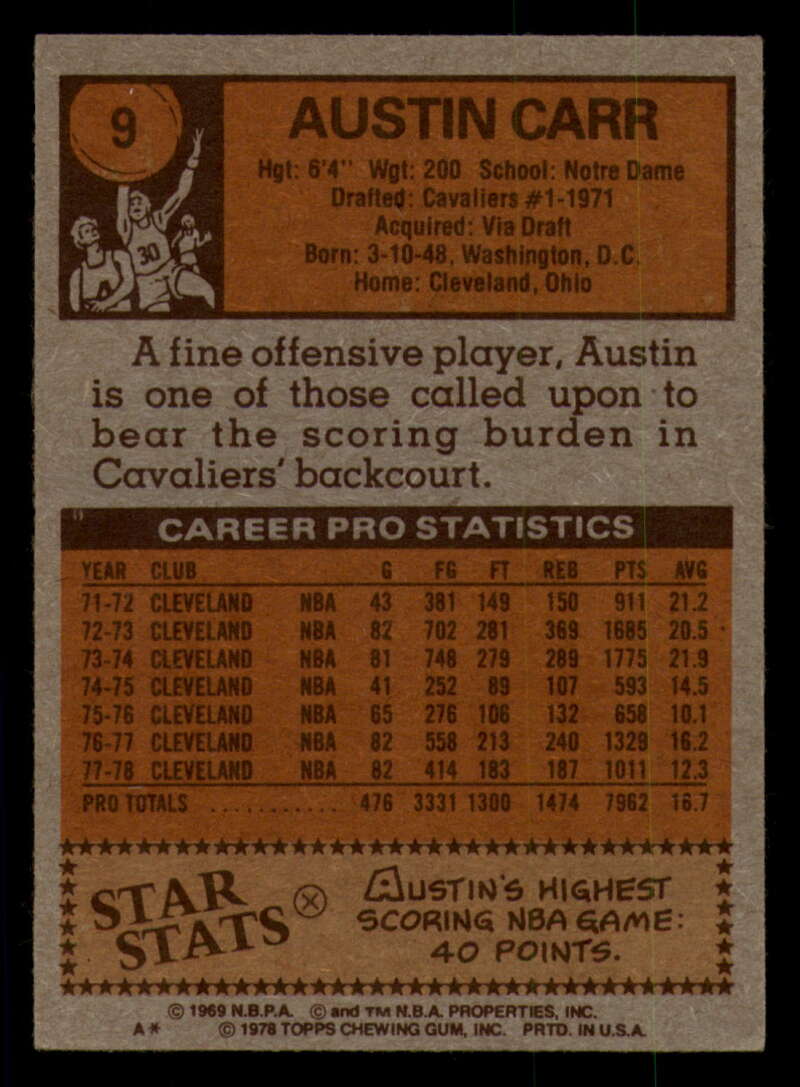 9
30
AUSTIN CARR
Hgt: 6'4" Wgt: 200 School: Notre Dame
Drafted: Cavaliers #1-1971
Acquired: Via Draft
Born: 3-10-48, Washington, D.C.
Home: Cleveland, Ohio
A fine offensive player, Austin
is one of those called upon to
bear the scoring burden in
Cavaliers' backcourt.
CAREER PRO STATISTICS
YEAR CLUB G FG FT REB PTS AVG
71-72 CLEVELAND NBA 43 381 149 150 911 21.2
72-73 CLEVELAND NBA 82 702 281 369 1685 20.5
73-74 CLEVELAND NBA 81 748 279 289 1775 21.9
74-75 CLEVELAND NBA 41 252 89 107 593 14.5
75-76 CLEVELAND NBA 65 276 106 132 658 10.1
76-77 CLEVELAND NBA 82 558 213 240 1329 16.2
77-78 CLEVELAND NBA 82 414 183 187 1011 12.3
PRO TOTALS ............ 476 3331 1300 1474 7962 16.7
STAR
STATS
AUSTIN'S HIGHEST
SCORING NBA GAME:
40 POINTS.
© 1969 N.B.P.A. © and TM N.B.A. PROPERTIES, INC.
A* © 1978 TOPPS CHEWING GUM, INC. PRTD. IN U.S.A.